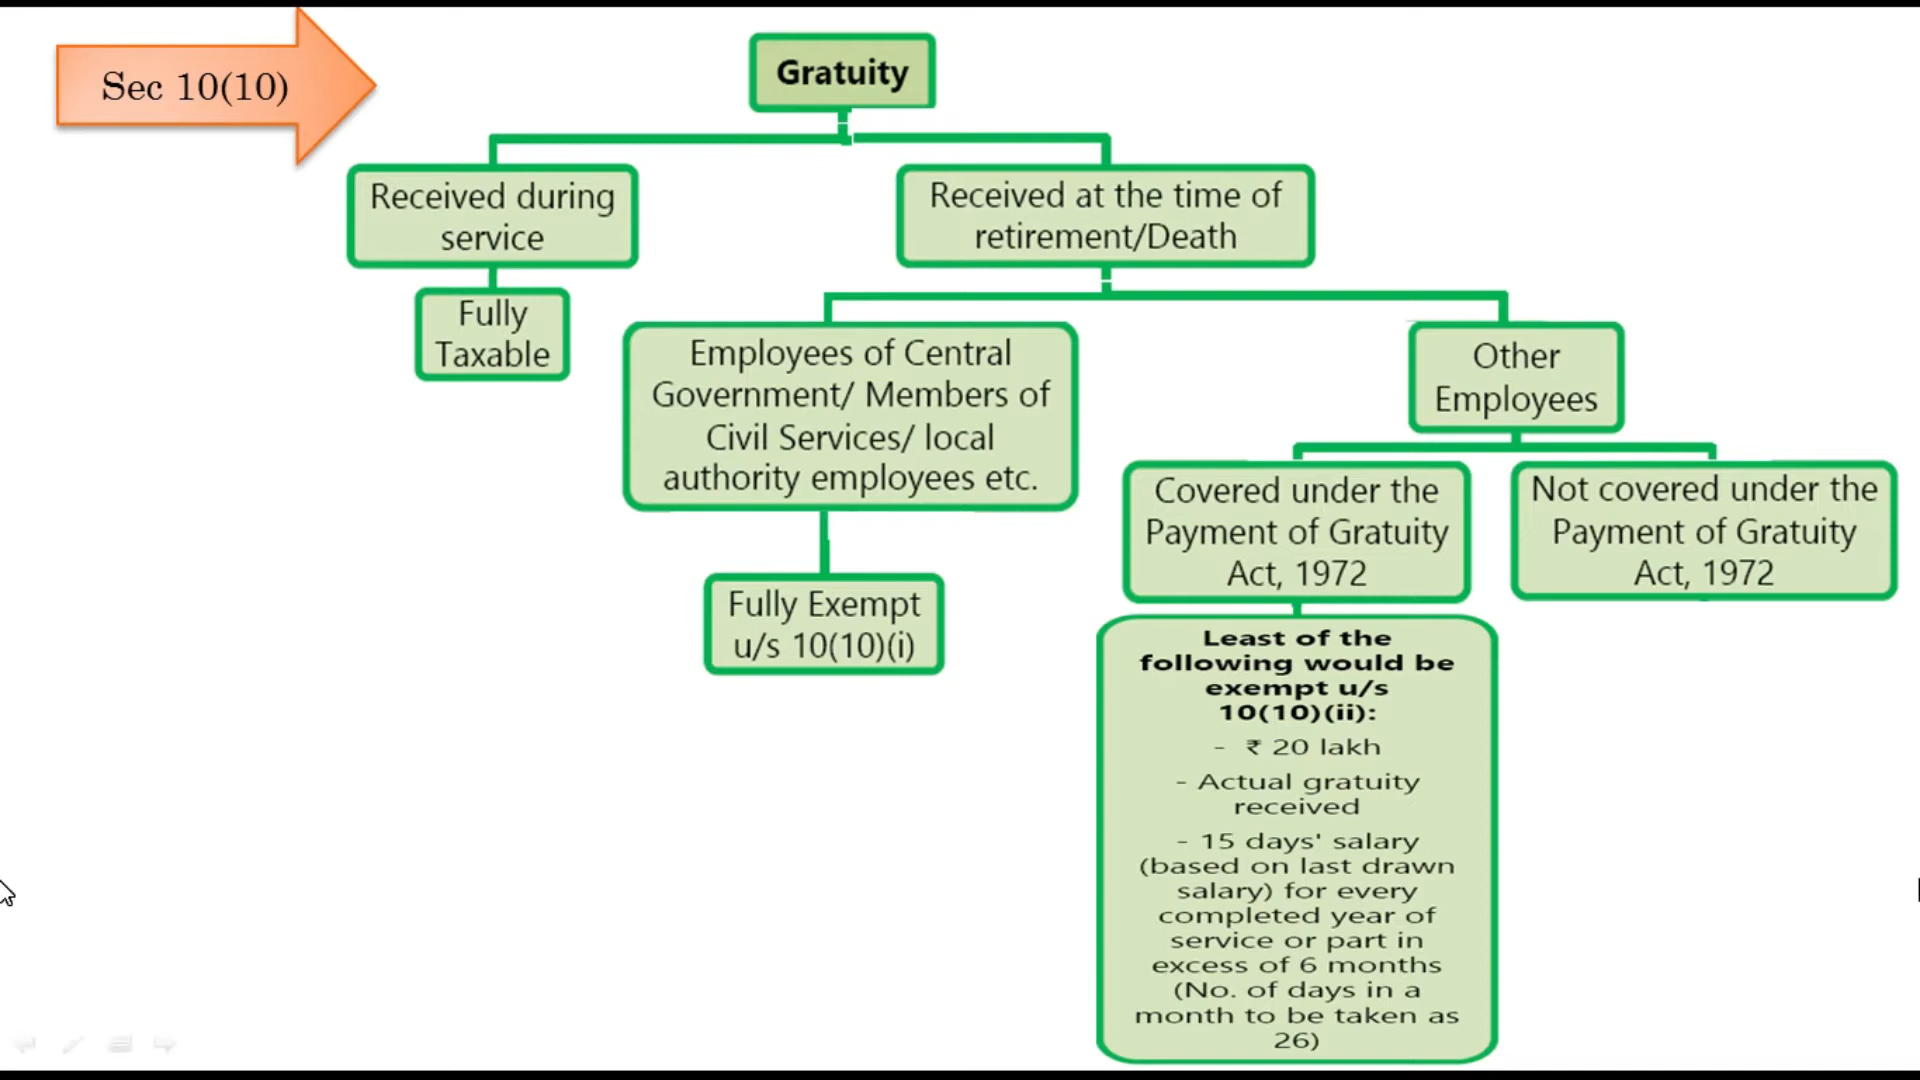 Sec 10(10)
Gratuity
Received during
service
Received at the time of
retirement/Death
Fully
Taxable
Employees of Central
Government/ Members of
Civil Services/ local
authority employees etc.
Other
Employees
Fully Exempt
u/s 10(10)(i)
Covered under the
Payment of Gratuity
Act, 1972
Not covered under the
Payment of Gratuity
Act, 1972
Least of the
following would be
exempt u/s
10(10)(ii):
- ₹ 20 lakh
- Actual gratuity
received
- 15 days' salary
(based on last drawn
salary) for every
completed year of
service or part in
excess of 6 months
(No. of days in a
month to be taken as
26)